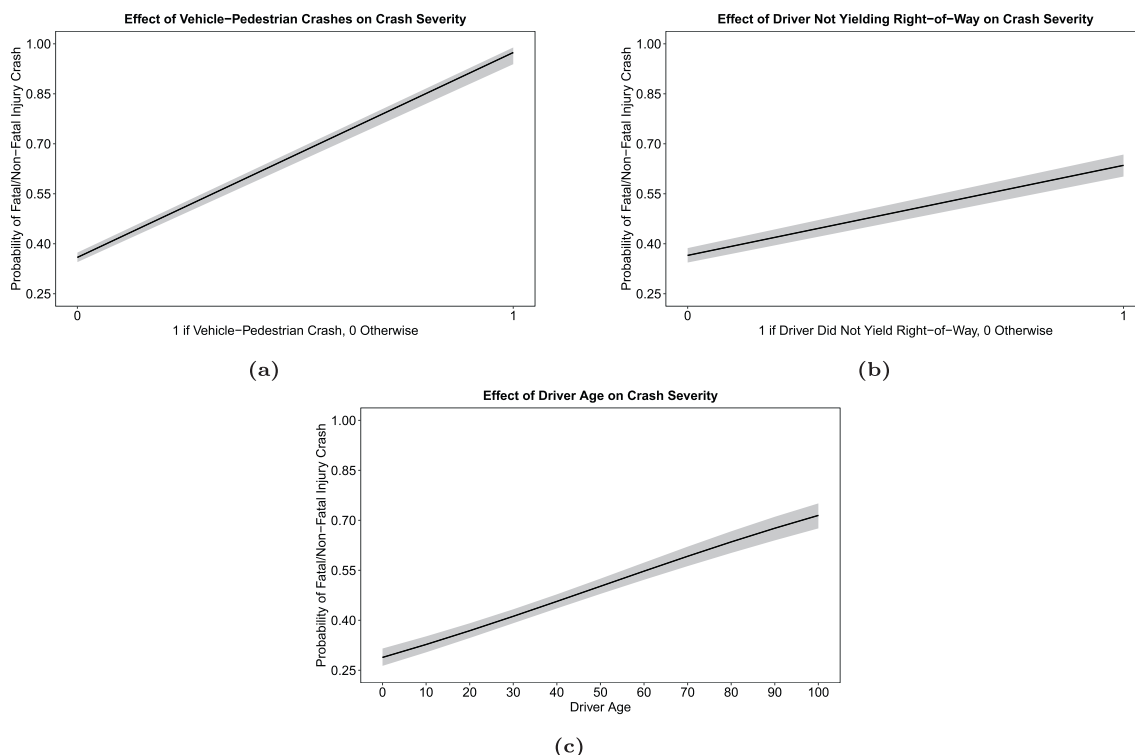 Effect of Vehicle−Pedestrian Crashes on Crash Severity
Probability of Fatal/Non−Fatal Injury Crash
1.00
0.85
0.70
0.55
0.40
0.25
0
1
1 if Vehicle−Pedestrian Crash, 0 Otherwise
(a)
Effect of Driver Not Yielding Right−of−Way on Crash Severity
Probability of Fatal/Non−Fatal Injury Crash
1.00
0.85
0.70
0.55
0.40
0.25
0
1
1 if Driver Did Not Yield Right−of−Way, 0 Otherwise
(b)
Effect of Driver Age on Crash Severity
Probability of Fatal/Non−Fatal Injury Crash
1.00
0.85
0.70
0.55
0.40
0.25
0 10 20 30 40 50 60 70 80 90 100
Driver Age
(c)